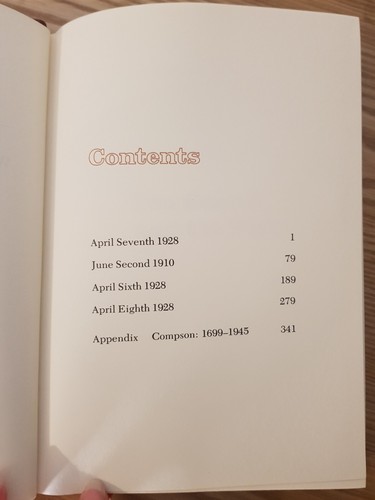 Contents
April Seventh 1928 1
June Second 1910 79
April Sixth 1928 189
April Eighth 1928 279
Appendix Compson: 1699–1945 341